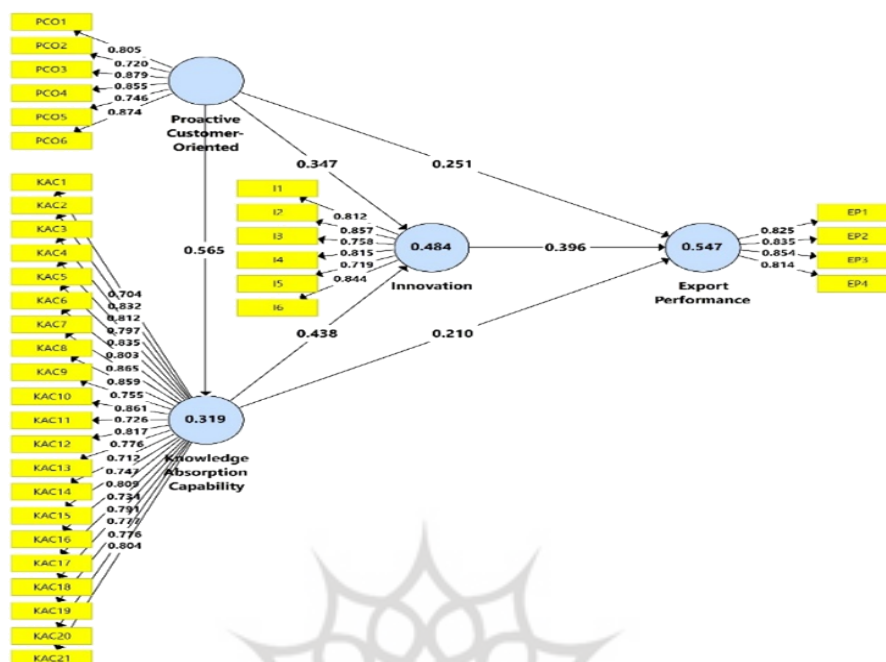 PCO1
PCO2
PCO3
PCO4
PCO5
PCO6
0.805
0.720
0.879
0.855
0.746
0.874
Proactive
Customer-
Oriented
KAC1
KAC2
KAC3
KAC4
KAC5
KAC6
KAC7
KAC8
KAC9
KAC10
KAC11
KAC12
KAC13
KAC14
KAC15
KAC16
KAC17
KAC18
KAC19
KAC20
KAC21
0.704
0.832
0.812
0.797
0.835
0.803
0.865
0.859
0.755
0.861
0.726
0.817
0.776
0.712
0.747
0.809
0.734
0.791
0.777
0.776
0.804
0.319
Knowledge
Absorption
Capability
0.565
0.347
0.251
0.438
0.210
0.396
I1
I2
I3
I4
I5
I6
0.812
0.857
0.758
0.815
0.719
0.844
0.484
Innovation
0.547
Export
Performance
0.825
0.835
0.854
0.814
EP1
EP2
EP3
EP4